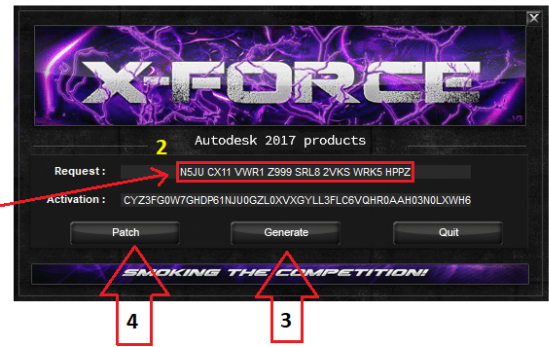 X
X-FORCE
2
Autodesk 2017 products
Request :
N5JU CX11 VWR1 Z999 SRL8 2VKS WRK5 HPPZ
Activation :
CYZ3FG0W7GHDP61NJU0GZL0XVXGYLL3FLC6VQHR0AAH03N0LXWH6
Patch
Generate
Quit
SMOKING THE COMPETITION!
4
3